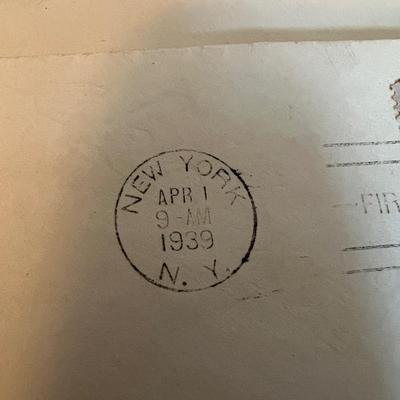 NEW YORK
APR 1
9-AM
1939
N. Y.